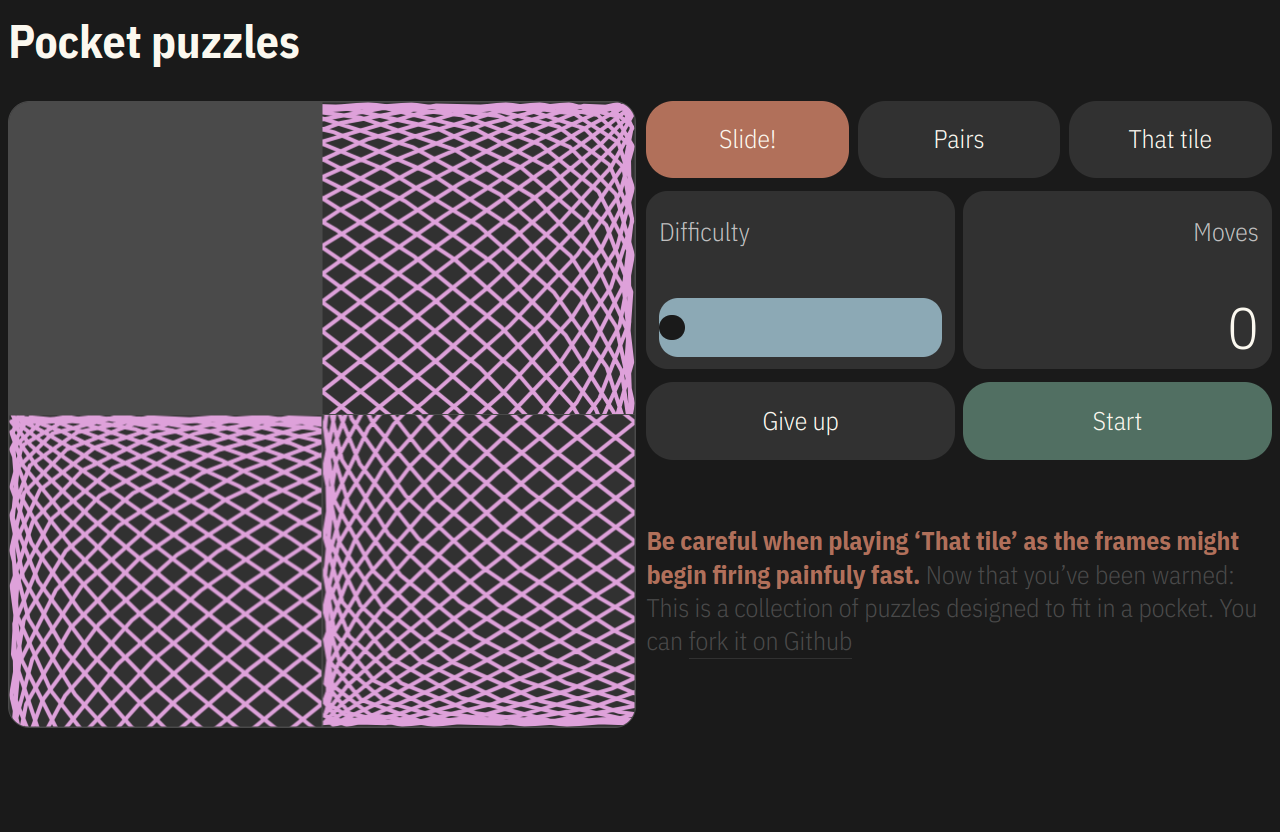 Pocket puzzles
Slide!
Pairs
That tile
Difficulty
Moves
0
Give up
Start
Be careful when playing ‘That tile’ as the frames might
begin firing painfuly fast. Now that you’ve been warned:
This is a collection of puzzles designed to fit in a pocket. You
can fork it on Github